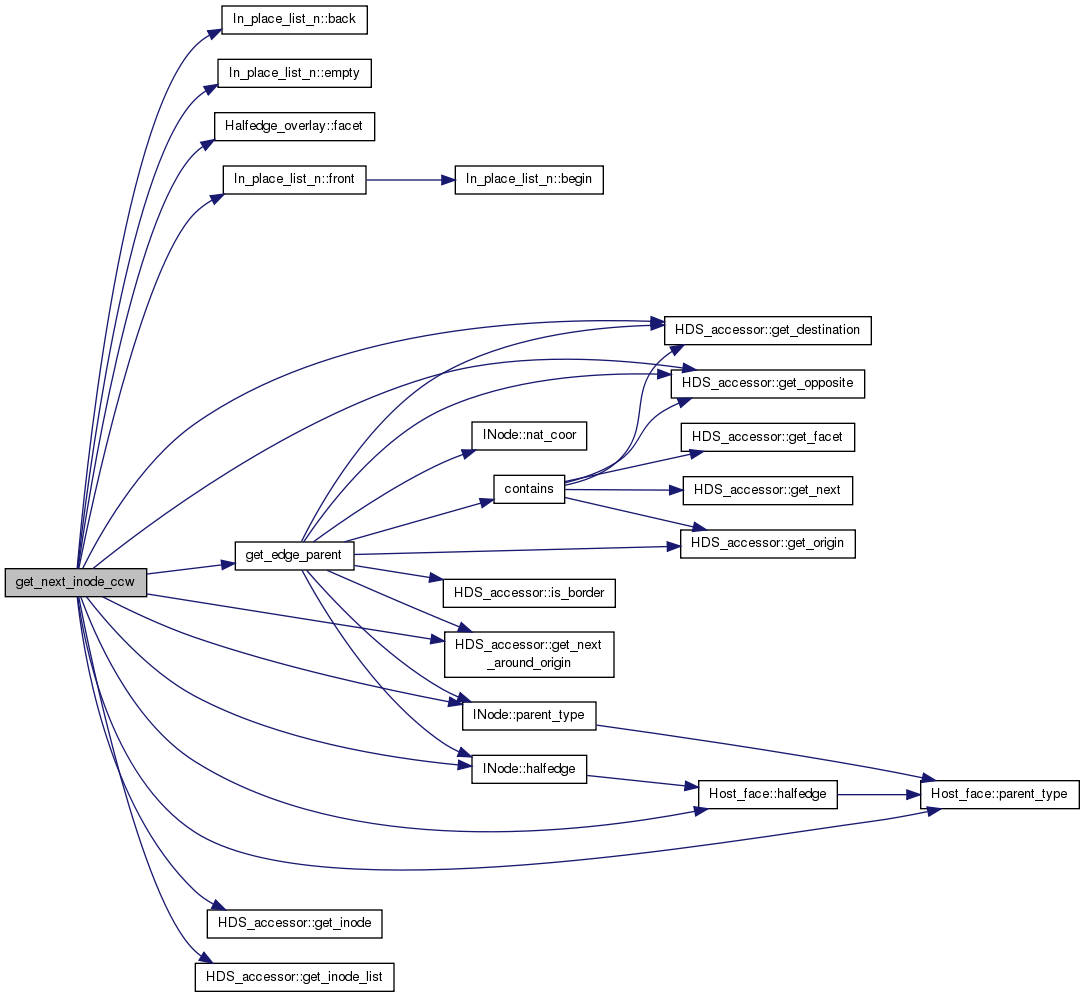 In_place_list_n::back
In_place_list_n::empty
Halfedge_overlay::facet
In_place_list_n::front
In_place_list_n::begin
HDS_accessor::get_destination
HDS_accessor::get_opposite
INode::nat_coor
HDS_accessor::get_facet
contains
HDS_accessor::get_next
HDS_accessor::get_origin
get_edge_parent
get_next_inode_ccw
HDS_accessor::is_border
HDS_accessor::get_next
_around_origin
INode::parent_type
INode::halfedge
Host_face::halfedge
Host_face::parent_type
HDS_accessor::get_inode
HDS_accessor::get_inode_list